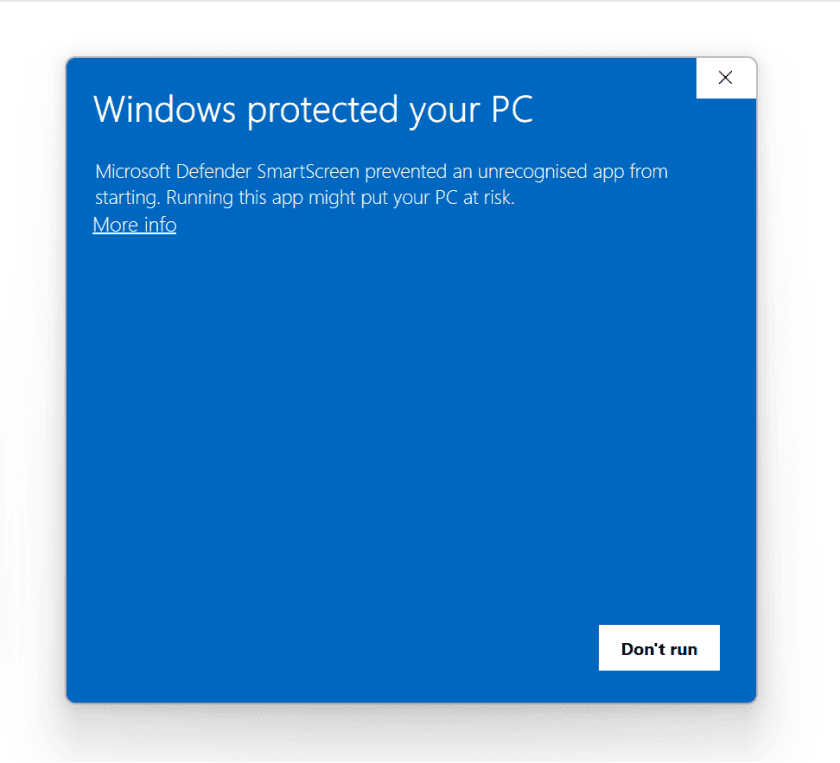 Windows protected your PC
Microsoft Defender SmartScreen prevented an unrecognised app from
starting. Running this app might put your PC at risk.
More info
Don't run